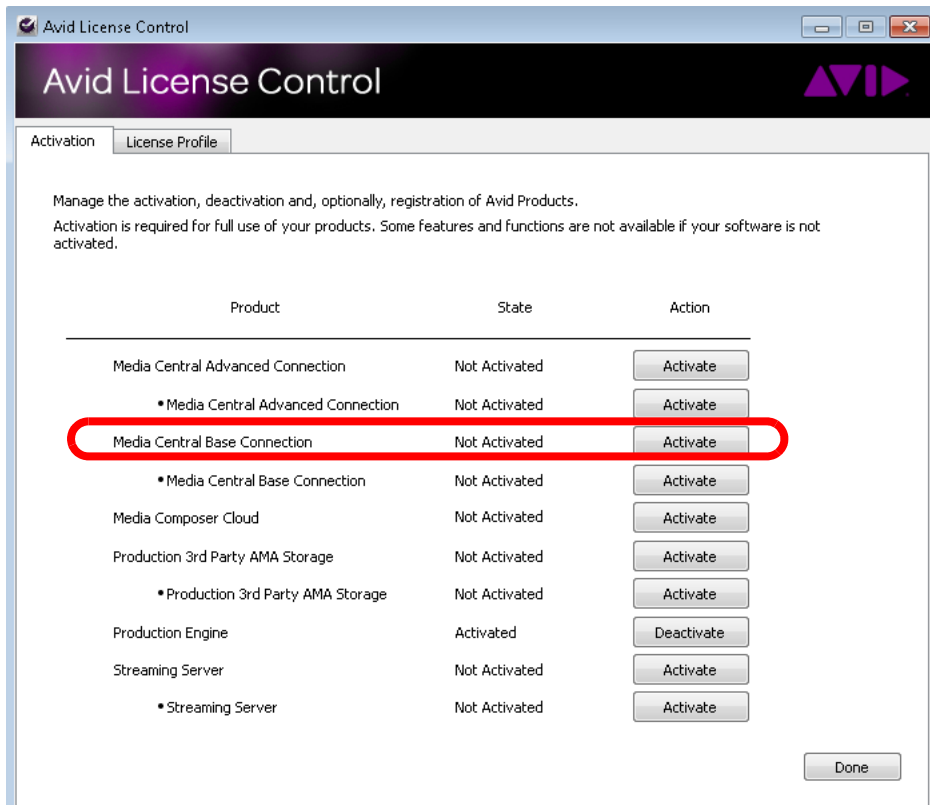 Avid License Control
Avid License Control
AVID
Activation License Profile
Manage the activation, deactivation and, optionally, registration of Avid Products.
Activation is required for full use of your products. Some features and functions are not available if your software is not
activated.
Product State Action
Media Central Advanced Connection Not Activated Activate
• Media Central Advanced Connection Not Activated Activate
Media Central Base Connection Not Activated Activate
• Media Central Base Connection Not Activated Activate
Media Composer Cloud Not Activated Activate
Production 3rd Party AMA Storage Not Activated Activate
• Production 3rd Party AMA Storage Not Activated Activate
Production Engine Activated Deactivate
Streaming Server Not Activated Activate
• Streaming Server Not Activated Activate
Done